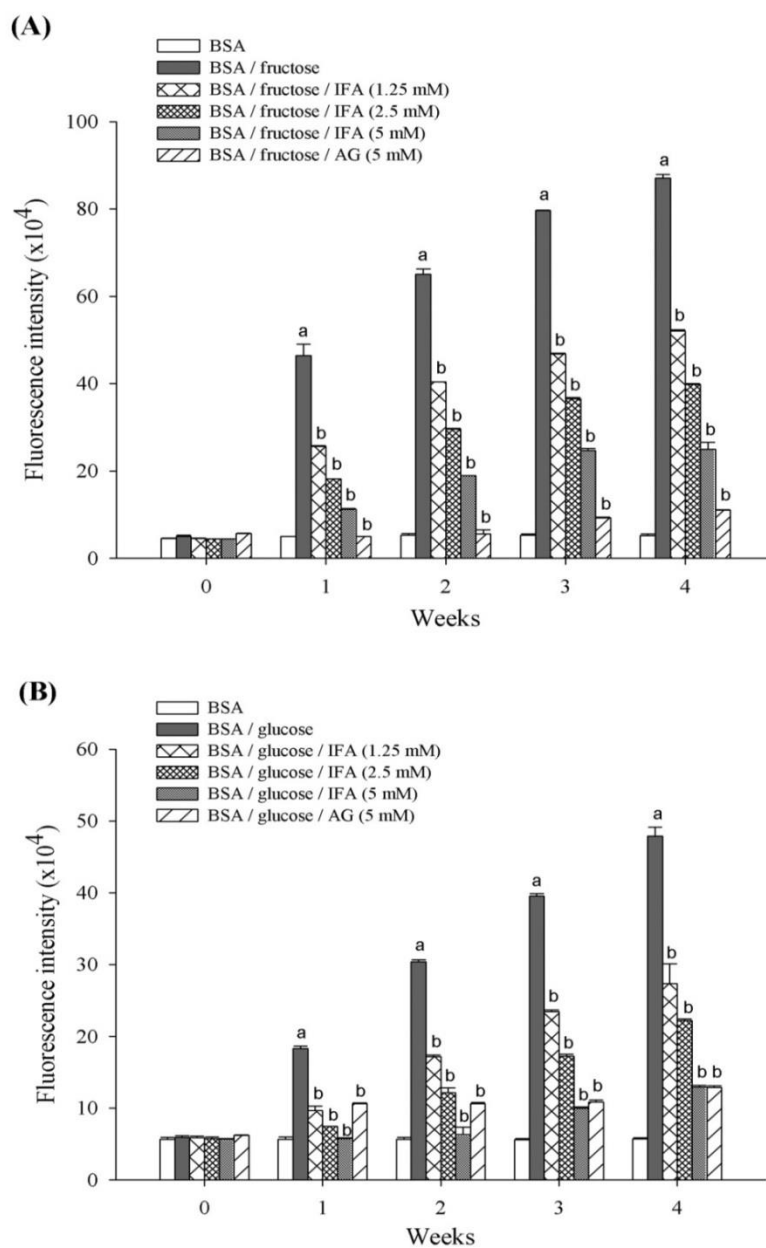 (A)
BSA
BSA / fructose
BSA / fructose / IFA (1.25 mM)
BSA / fructose / IFA (2.5 mM)
BSA / fructose / IFA (5 mM)
BSA / fructose / AG (5 mM)
Fluorescence intensity (x10⁴)
100
80
60
40
20
0
a
b
b
b
b
a
b
b
b
b
a
b
b
b
b
a
b
b
b
b
0 1 2 3 4
Weeks
(B)
BSA
BSA / glucose
BSA / glucose / IFA (1.25 mM)
BSA / glucose / IFA (2.5 mM)
BSA / glucose / IFA (5 mM)
BSA / glucose / AG (5 mM)
Fluorescence intensity (x10⁴)
60
50
40
30
20
10
0
a
b
b
b
b
a
b
b
b
b
a
b
b
b
b
a
b
b
b b
0 1 2 3 4
Weeks